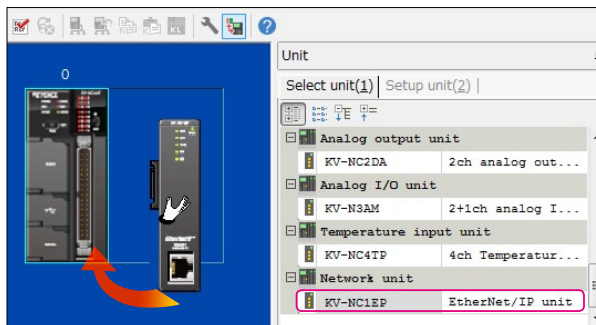 Unit
Select unit(1) Setup unit(2)
0
KEYENCE
Analog output unit
KV-NC2DA 2ch analog out...
Analog I/O unit
KV-N3AM 2+1ch analog I...
Temperature input unit
KV-NC4TP 4ch Temperatur...
Network unit
KV-NC1EP EtherNet/IP unit
EtherNet/IP